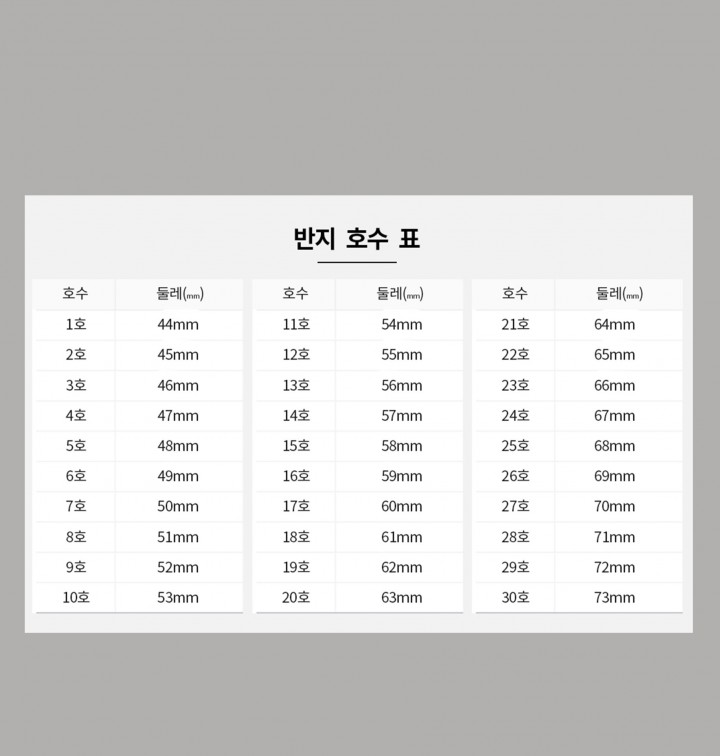 반지 호수 표
호수 둘레(mm) 호수 둘레(mm) 호수 둘레(mm)
1호 44mm 11호 54mm 21호 64mm
2호 45mm 12호 55mm 22호 65mm
3호 46mm 13호 56mm 23호 66mm
4호 47mm 14호 57mm 24호 67mm
5호 48mm 15호 58mm 25호 68mm
6호 49mm 16호 59mm 26호 69mm
7호 50mm 17호 60mm 27호 70mm
8호 51mm 18호 61mm 28호 71mm
9호 52mm 19호 62mm 29호 72mm
10호 53mm 20호 63mm 30호 73mm